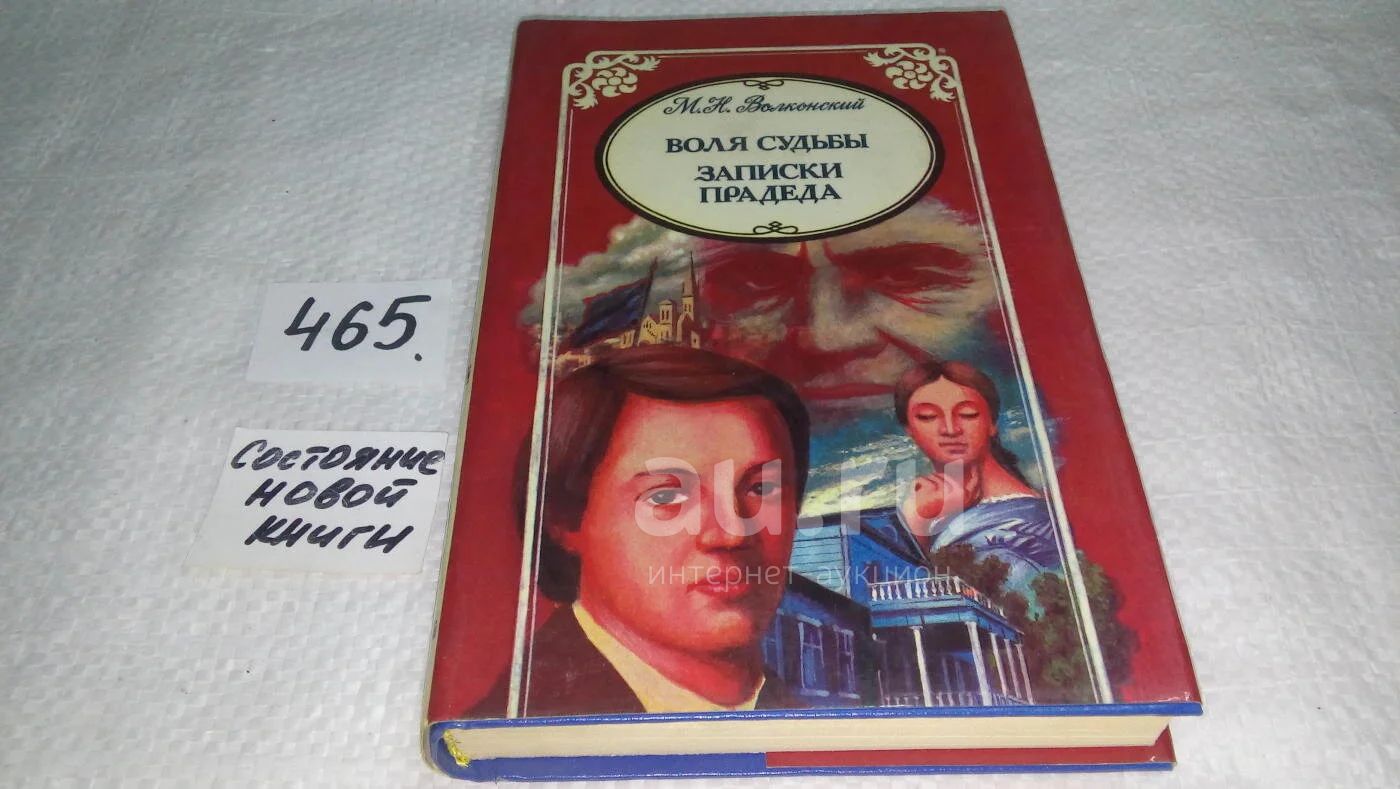 М.Н. Волконский
ВОЛЯ СУДЬБЫ
ЗАПИСКИ
ПРАДЕДА
465.
Состояние
новой
книги
au.ru
интернет аукцион